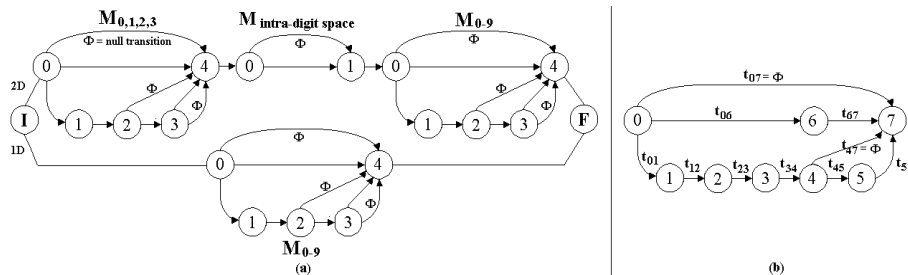 M0,1,2,3
M intra-digit space
M0-9
Φ = null transition
Φ
Φ
0
4
0
1
0
4
2D
Φ
Φ
Φ
Φ
I
1
2
3
1
2
3
F
1D
Φ
0
4
Φ
Φ
1
2
3
M0-9
(a)
t07 = Φ
0
t06
6
t67
7
t01
t47 = Φ
t12
t23
t34
t45
t5
1
2
3
4
5
(b)